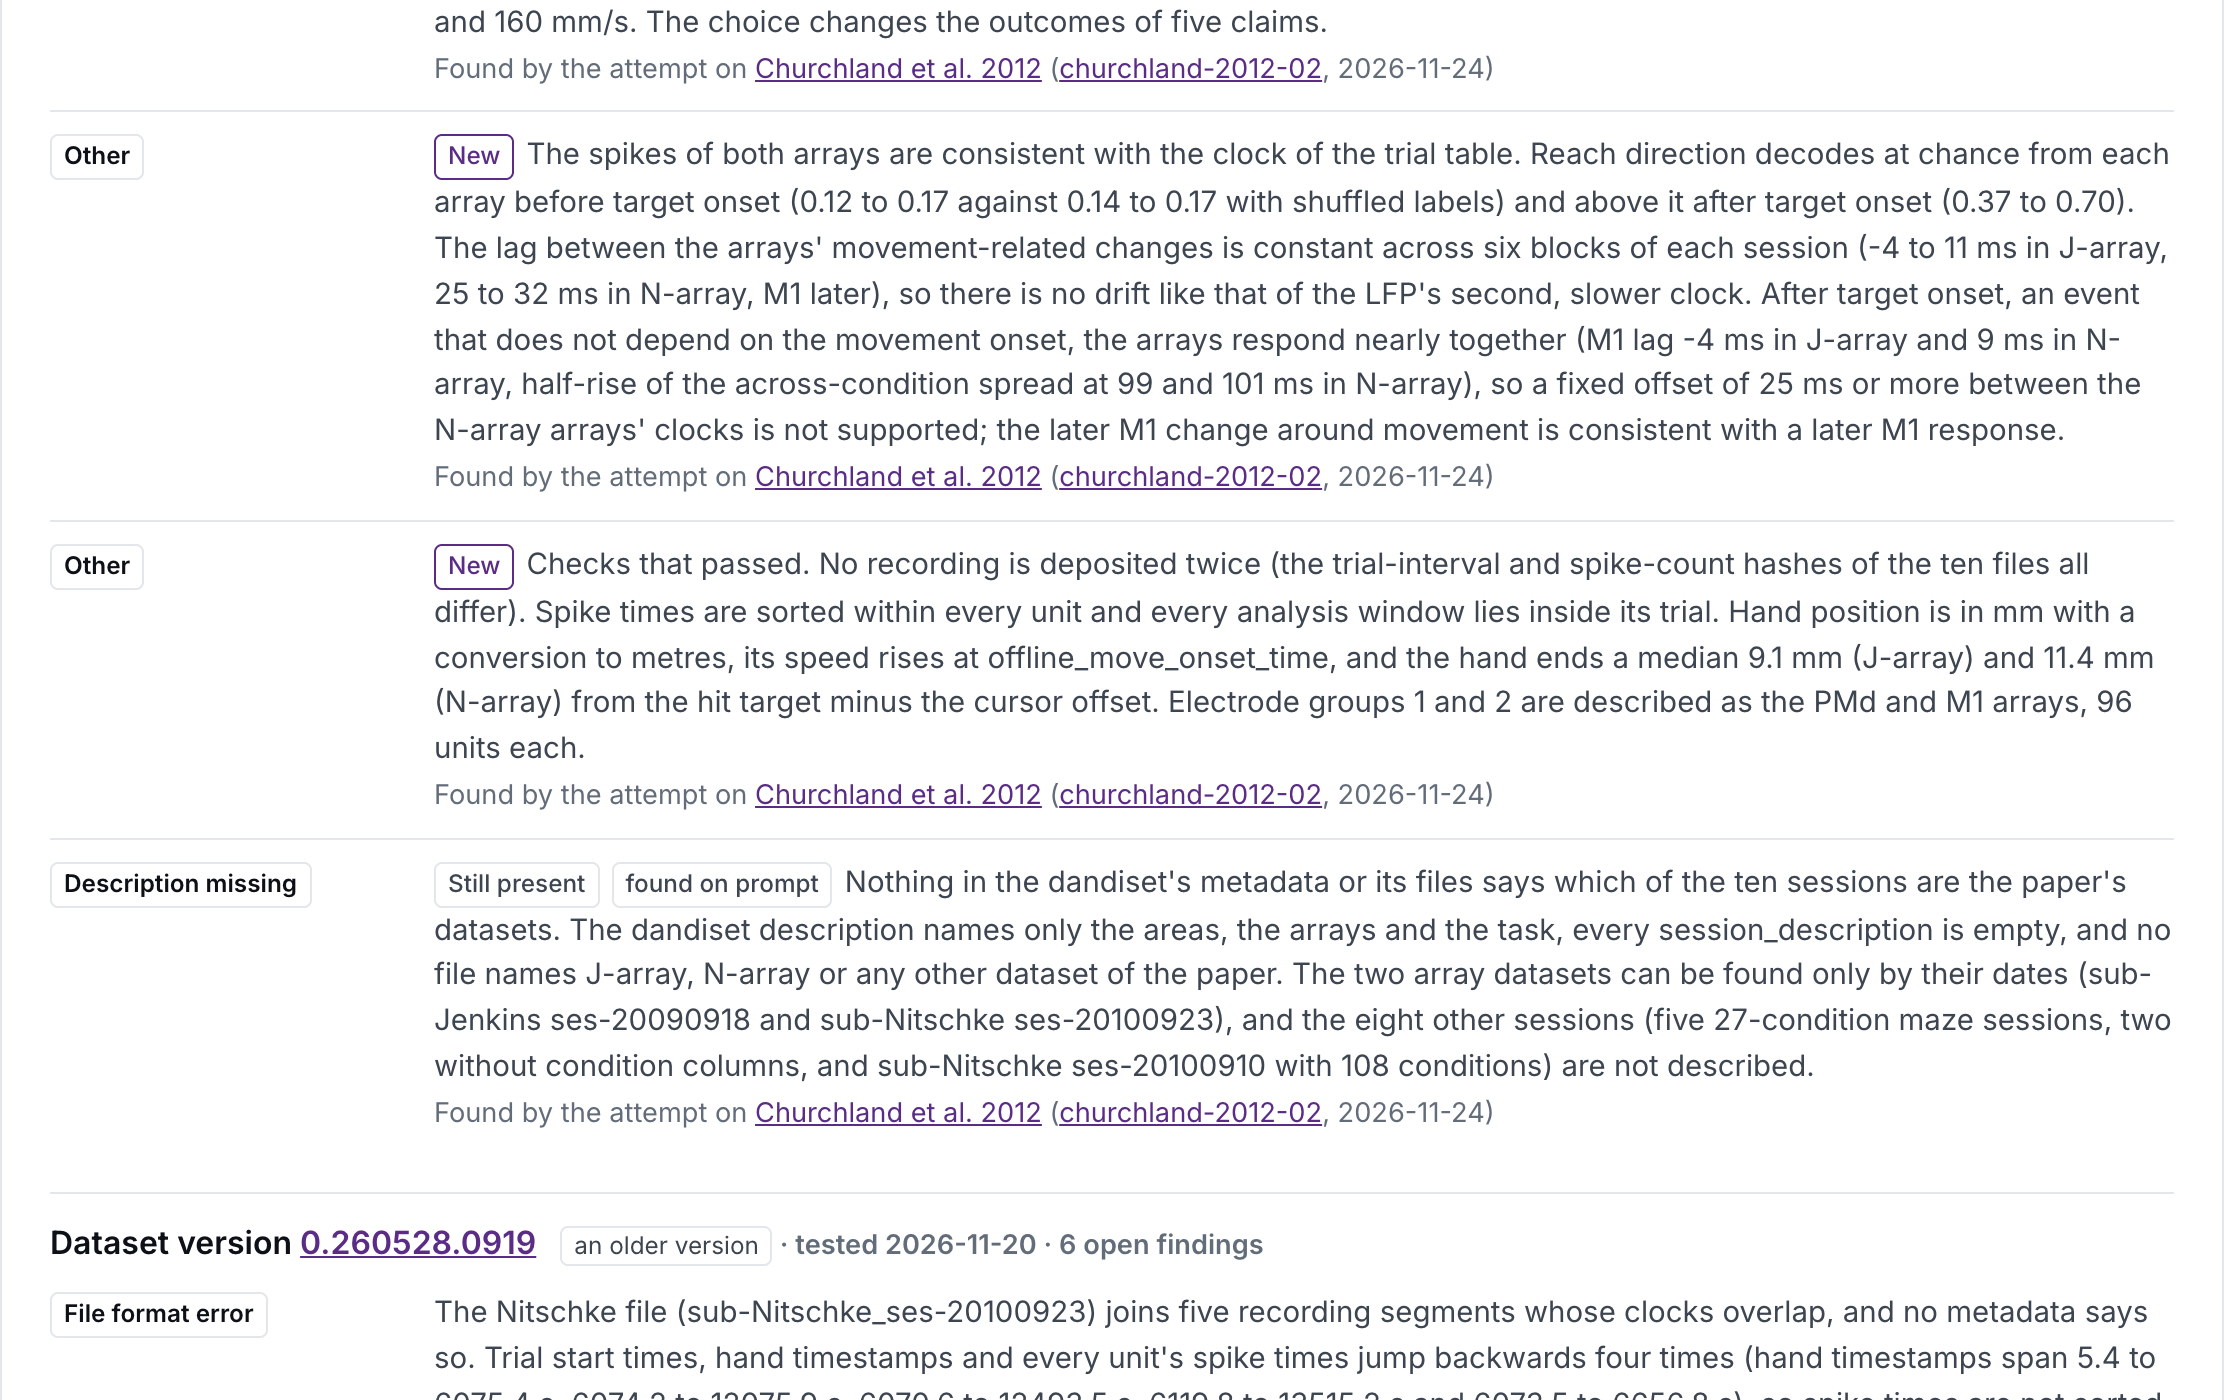 and 160 mm/s. The choice changes the outcomes of five claims.
Found by the attempt on Churchland et al. 2012 (churchland-2012-02, 2026-11-24)
Other
New The spikes of both arrays are consistent with the clock of the trial table. Reach direction decodes at chance from each
array before target onset (0.12 to 0.17 against 0.14 to 0.17 with shuffled labels) and above it after target onset (0.37 to 0.70).
The lag between the arrays' movement-related changes is constant across six blocks of each session (-4 to 11 ms in J-array,
25 to 32 ms in N-array, M1 later), so there is no drift like that of the LFP's second, slower clock. After target onset, an event
that does not depend on the movement onset, the arrays respond nearly together (M1 lag -4 ms in J-array and 9 ms in N-
array, half-rise of the across-condition spread at 99 and 101 ms in N-array), so a fixed offset of 25 ms or more between the
N-array arrays' clocks is not supported; the later M1 change around movement is consistent with a later M1 response.
Found by the attempt on Churchland et al. 2012 (churchland-2012-02, 2026-11-24)
Other
New Checks that passed. No recording is deposited twice (the trial-interval and spike-count hashes of the ten files all
differ). Spike times are sorted within every unit and every analysis window lies inside its trial. Hand position is in mm with a
conversion to metres, its speed rises at offline_move_onset_time, and the hand ends a median 9.1 mm (J-array) and 11.4 mm
(N-array) from the hit target minus the cursor offset. Electrode groups 1 and 2 are described as the PMd and M1 arrays, 96
units each.
Found by the attempt on Churchland et al. 2012 (churchland-2012-02, 2026-11-24)
Description missing
Still present found on prompt Nothing in the dandiset's metadata or its files says which of the ten sessions are the paper's
datasets. The dandiset description names only the areas, the arrays and the task, every session_description is empty, and no
file names J-array, N-array or any other dataset of the paper. The two array datasets can be found only by their dates (sub-
Jenkins ses-20090918 and sub-Nitschke ses-20100923), and the eight other sessions (five 27-condition maze sessions, two
without condition columns, and sub-Nitschke ses-20100910 with 108 conditions) are not described.
Found by the attempt on Churchland et al. 2012 (churchland-2012-02, 2026-11-24)
Dataset version 0.260528.0919 an older version · tested 2026-11-20 · 6 open findings
File format error
The Nitschke file (sub-Nitschke_ses-20100923) joins five recording segments whose clocks overlap, and no metadata says
so. Trial start times, hand timestamps and every unit's spike times jump backwards four times (hand timestamps span 5.4 to